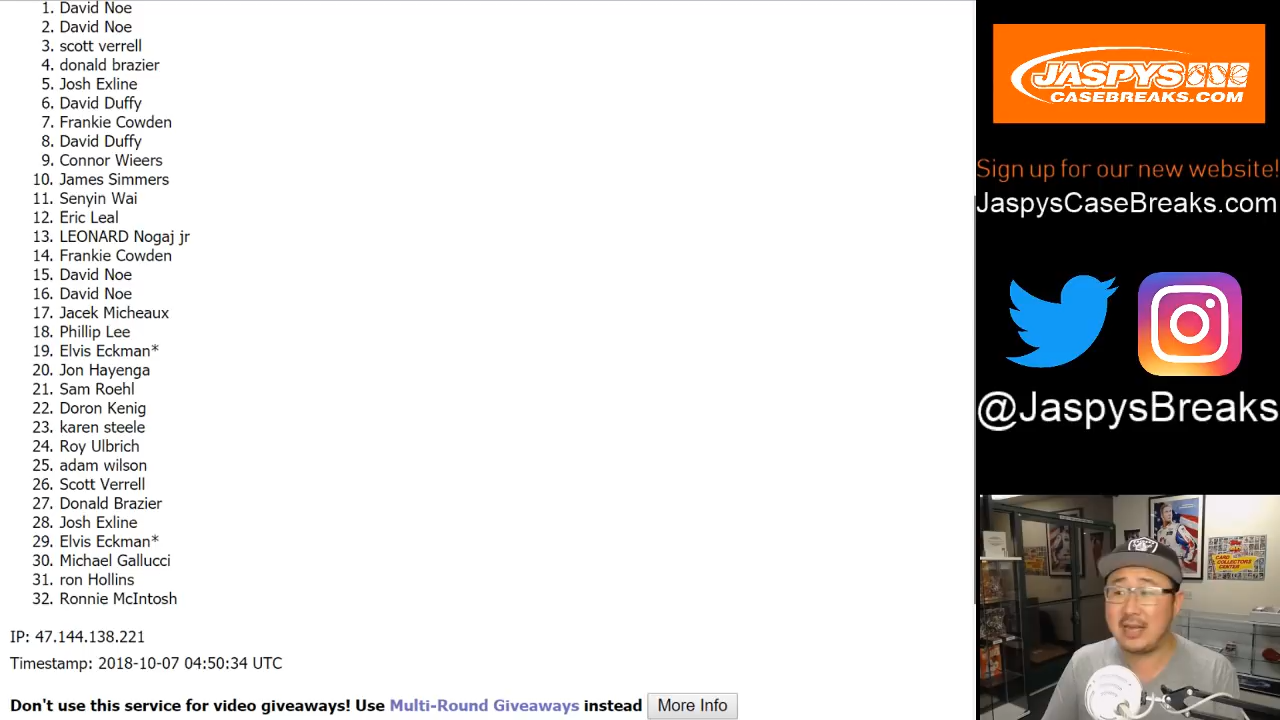 1. David Noe
2. David Noe
3. scott verrell
4. donald brazier
5. Josh Exline
6. David Duffy
7. Frankie Cowden
8. David Duffy
9. Connor Wieers
10. James Simmers
11. Senyin Wai
12. Eric Leal
13. LEONARD Nogaj jr
14. Frankie Cowden
15. David Noe
16. David Noe
17. Jacek Micheaux
18. Phillip Lee
19. Elvis Eckman*
20. Jon Hayenga
21. Sam Roehl
22. Doron Kenig
23. karen steele
24. Roy Ulbrich
25. adam wilson
26. Scott Verrell
27. Donald Brazier
28. Josh Exline
29. Elvis Eckman*
30. Michael Gallucci
31. ron Hollins
32. Ronnie McIntosh
IP: 47.144.138.221
Timestamp: 2018-10-07 04:50:34 UTC
Don't use this service for video giveaways! Use Multi-Round Giveaways instead More Info
JASPYS
CASEBREAKS.COM
Sign up for our new website!
JaspysCaseBreaks.com
@JaspysBreaks
topps
CARD
COLLECTORS
CENTER